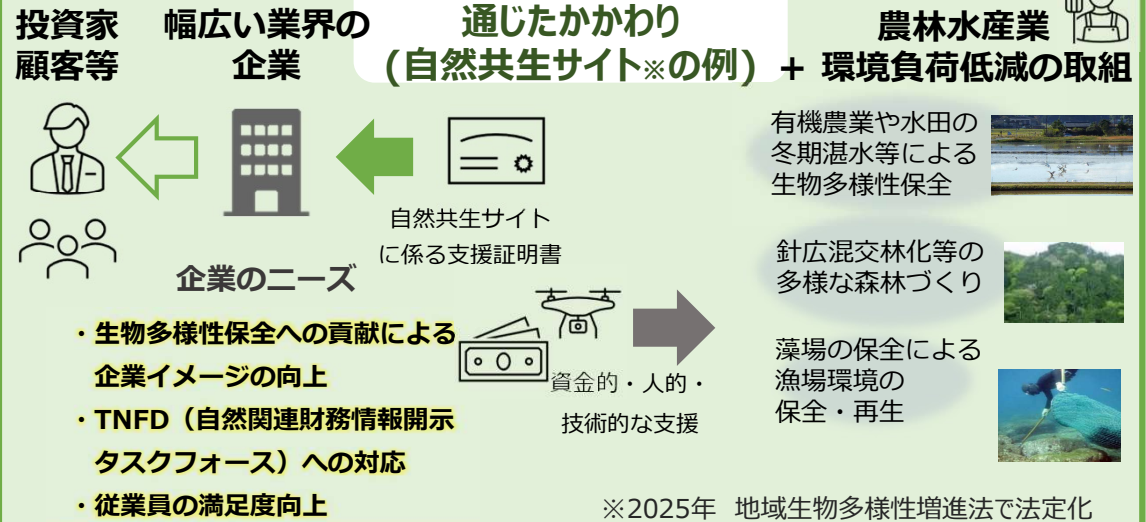 投資家
顧客等
幅広い業界の
企業
通じたかかわり
(自然共生サイト※の例)
農林水産業
+ 環境負荷低減の取組
自然共生サイト
に係る支援証明書
企業のニーズ
・生物多様性保全への貢献による
企業イメージの向上
・TNFD（自然関連財務情報開示
タスクフォース）への対応
・従業員の満足度向上
資金的・人的・
技術的な支援
有機農業や水田の
冬期湛水等による
生物多様性保全
針広混交林化等の
多様な森林づくり
藻場の保全による
漁場環境の
保全・再生
※2025年 地域生物多様性増進法で法定化